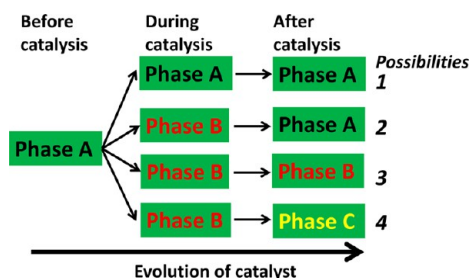 Before
catalysis
During
catalysis
After
catalysis
Possibilities
Phase A
Phase A
Phase A
1
Phase B
Phase A
2
Phase B
Phase B
3
Phase B
Phase C
4
Evolution of catalyst